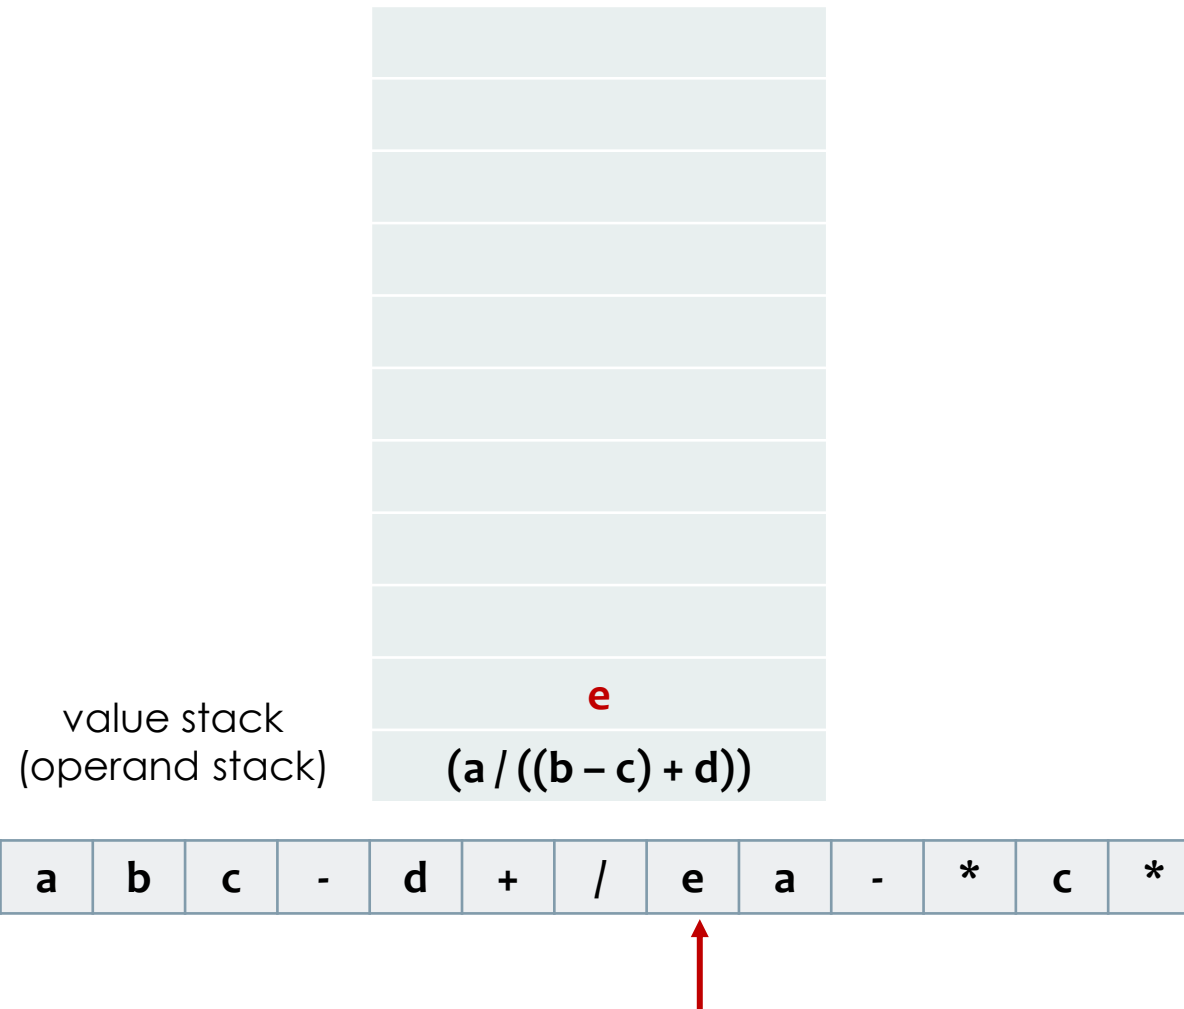 e
value stack
(operand stack)
(a / ((b – c) + d))
a b c - d + / e a - * c *